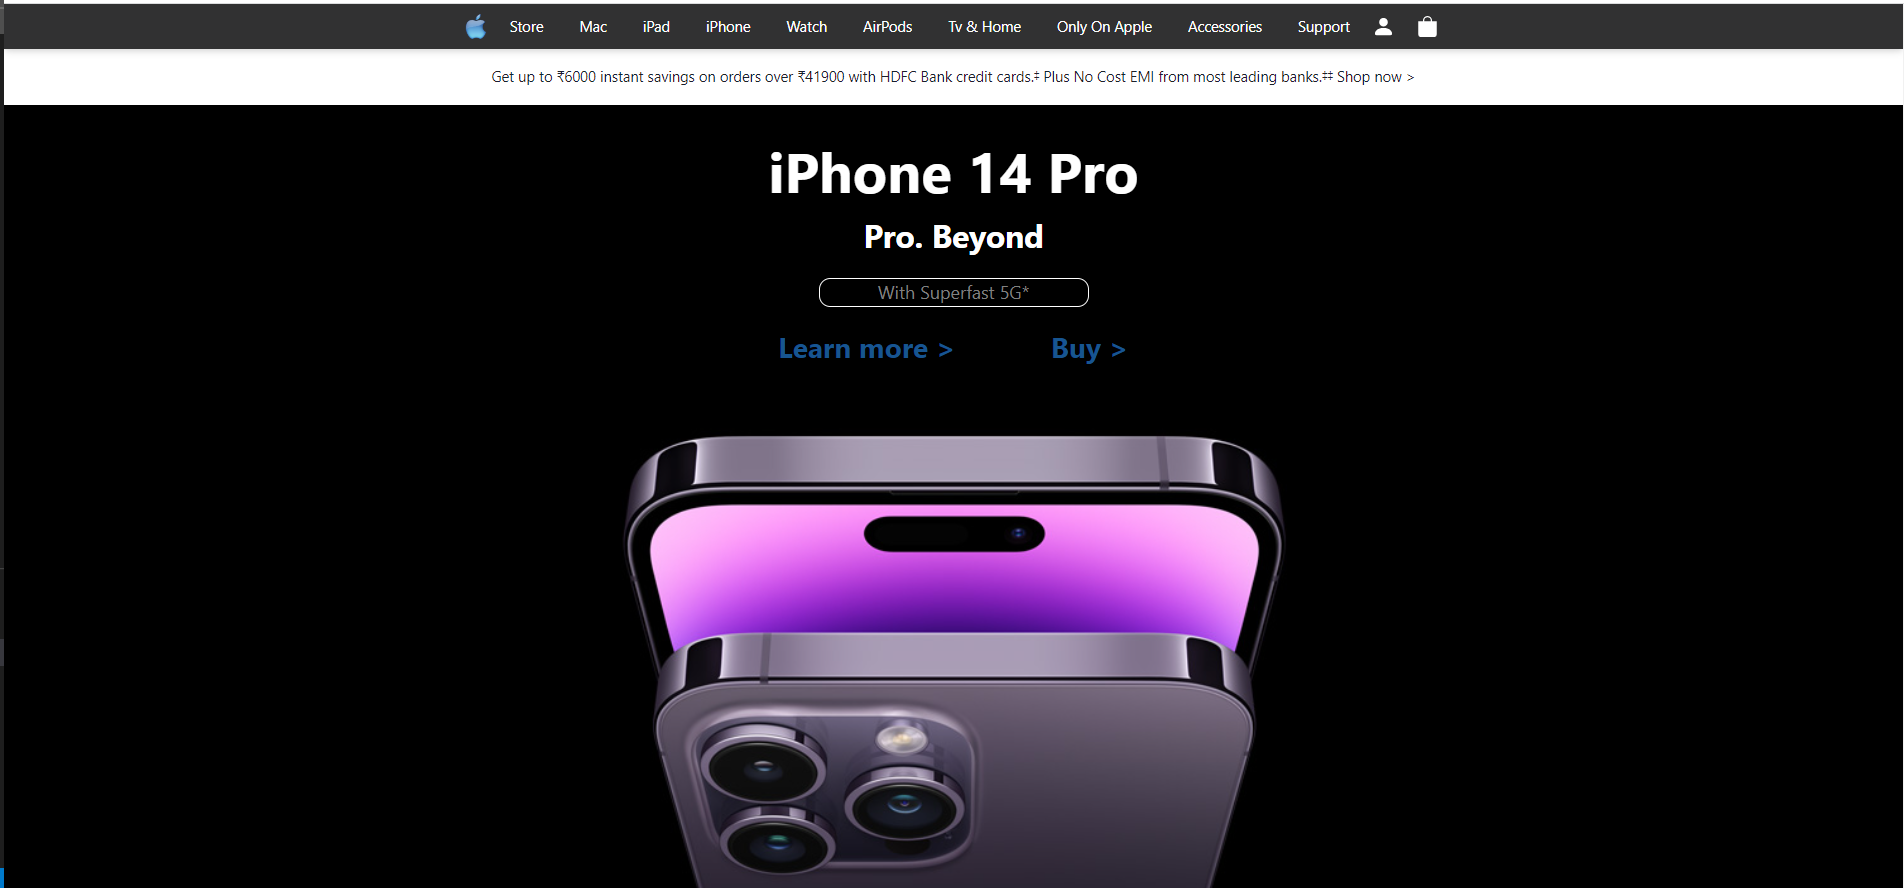 Store Mac iPad iPhone Watch AirPods Tv & Home Only On Apple Accessories Support
Get up to ₹6000 instant savings on orders over ₹41900 with HDFC Bank credit cards.‡ Plus No Cost EMI from most leading banks.‡‡ Shop now >
iPhone 14 Pro
Pro. Beyond
With Superfast 5G*
Learn more > Buy >